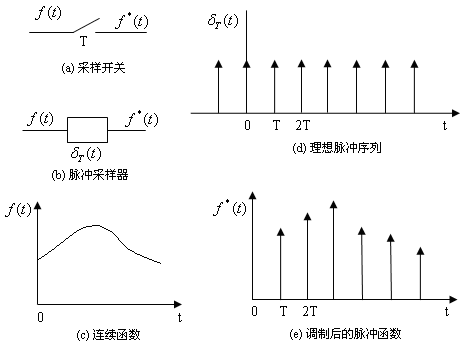 f(t) T f*(t)
(a) 采样开关
f(t) f*(t)
δT(t)
(b) 脉冲采样器
f(t)
0 t
(c) 连续函数
δT(t)
0 T 2T t
(d) 理想脉冲序列
f*(t)
0 T 2T t
(e) 调制后的脉冲函数